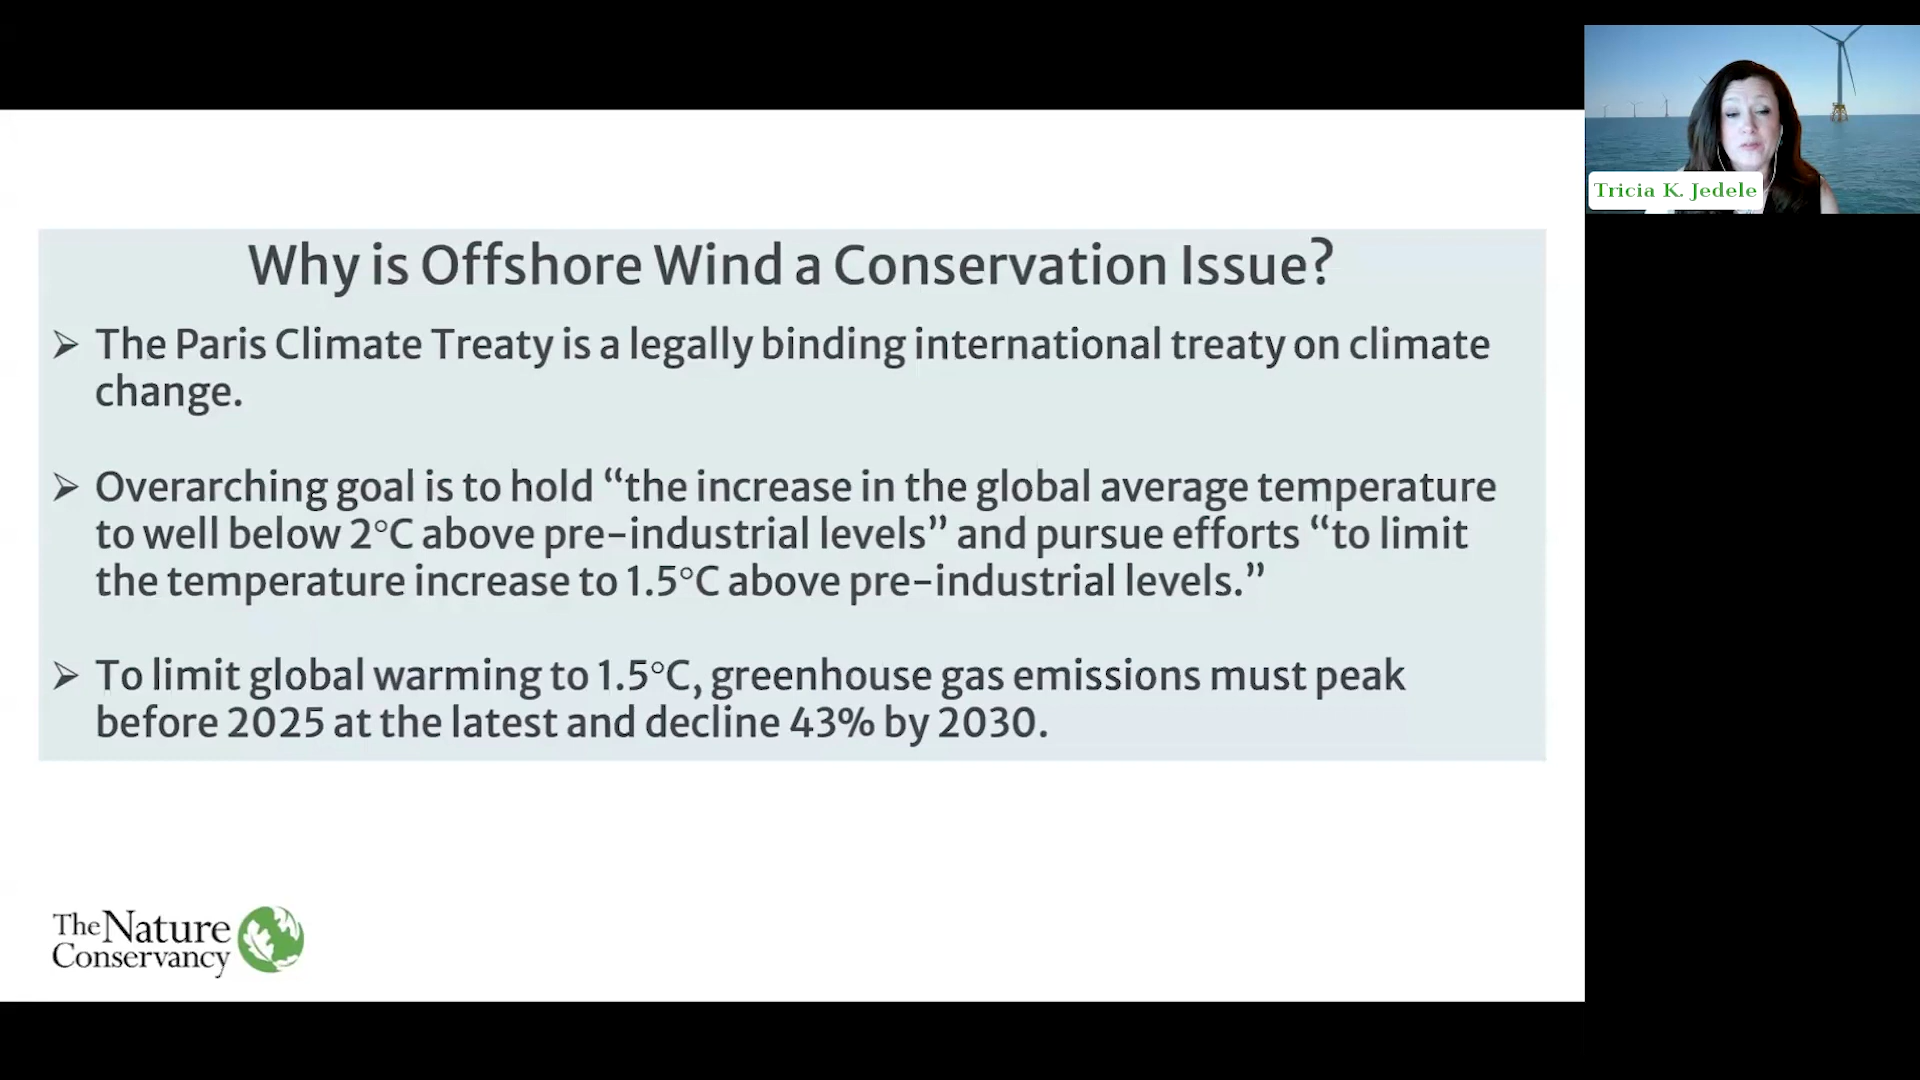 Tricia K. Jedele
Why is Offshore Wind a Conservation Issue?
➢ The Paris Climate Treaty is a legally binding international treaty on climate
change.
➢ Overarching goal is to hold “the increase in the global average temperature
to well below 2°C above pre-industrial levels” and pursue efforts “to limit
the temperature increase to 1.5°C above pre-industrial levels.”
➢ To limit global warming to 1.5°C, greenhouse gas emissions must peak
before 2025 at the latest and decline 43% by 2030.
The Nature
Conservancy